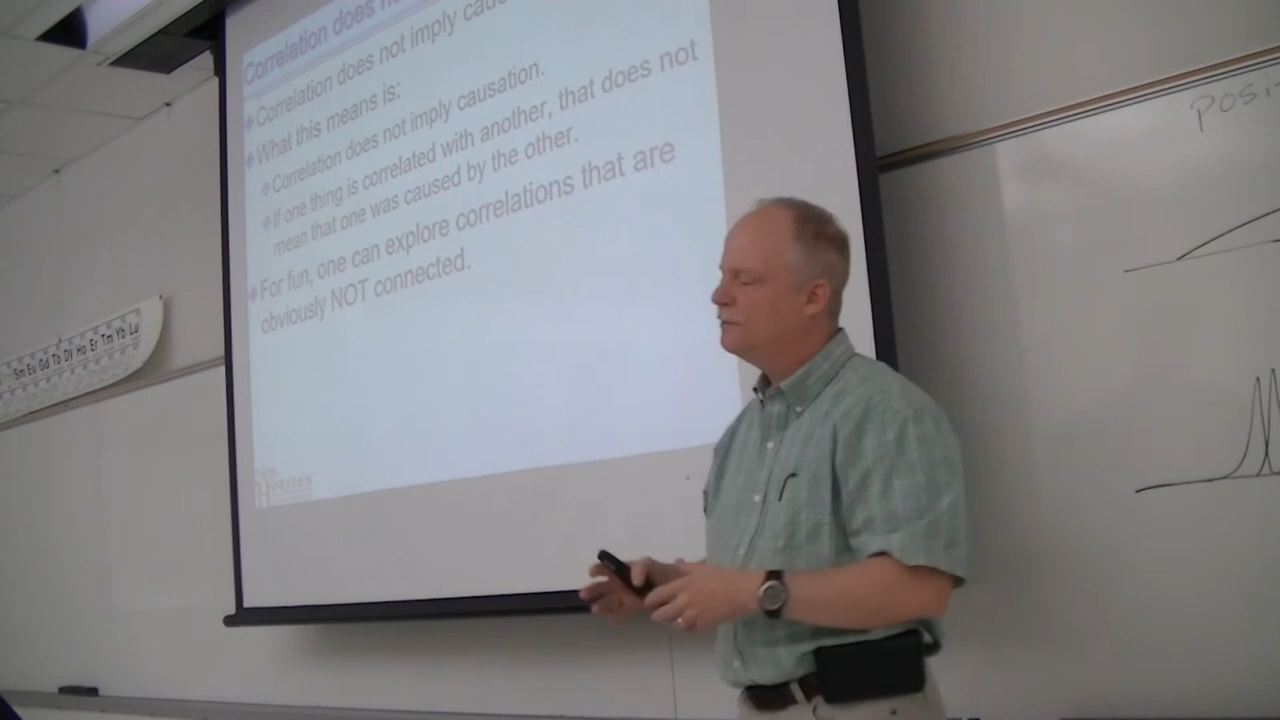 Correlation does
Correlation does not imply
What this means is:
Correlation does not imply causation.
If one thing is correlated with another, that does not
mean that one was caused by the other.
For fun, one can explore correlations that are
obviously NOT connected.
Sm Eu Gd Tb Dy Ho Er Tm Yb Lu